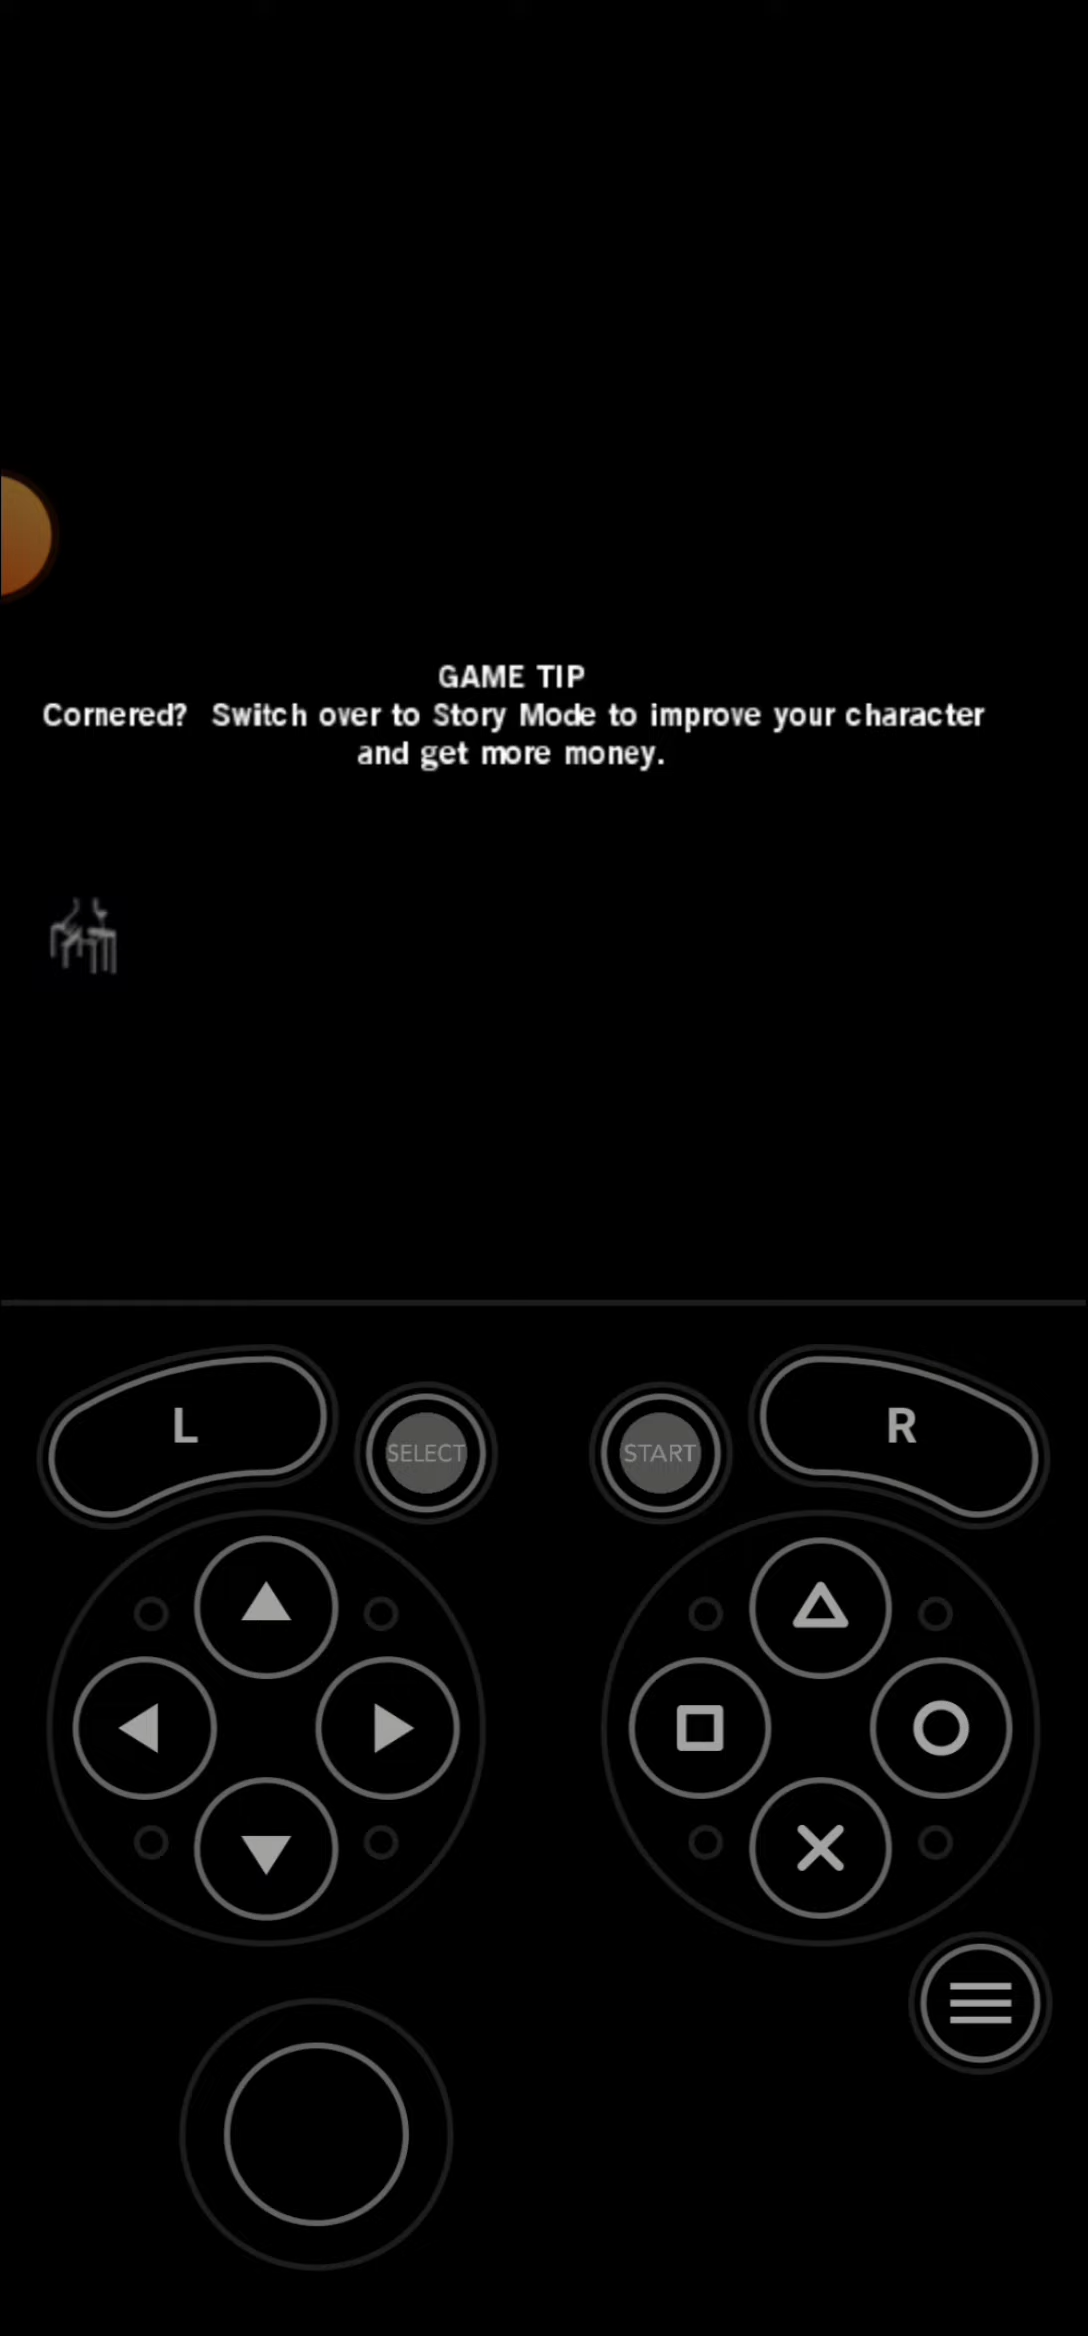 GAME TIP
Cornered? Switch over to Story Mode to improve your character
and get more money.
L
SELECT
START
R